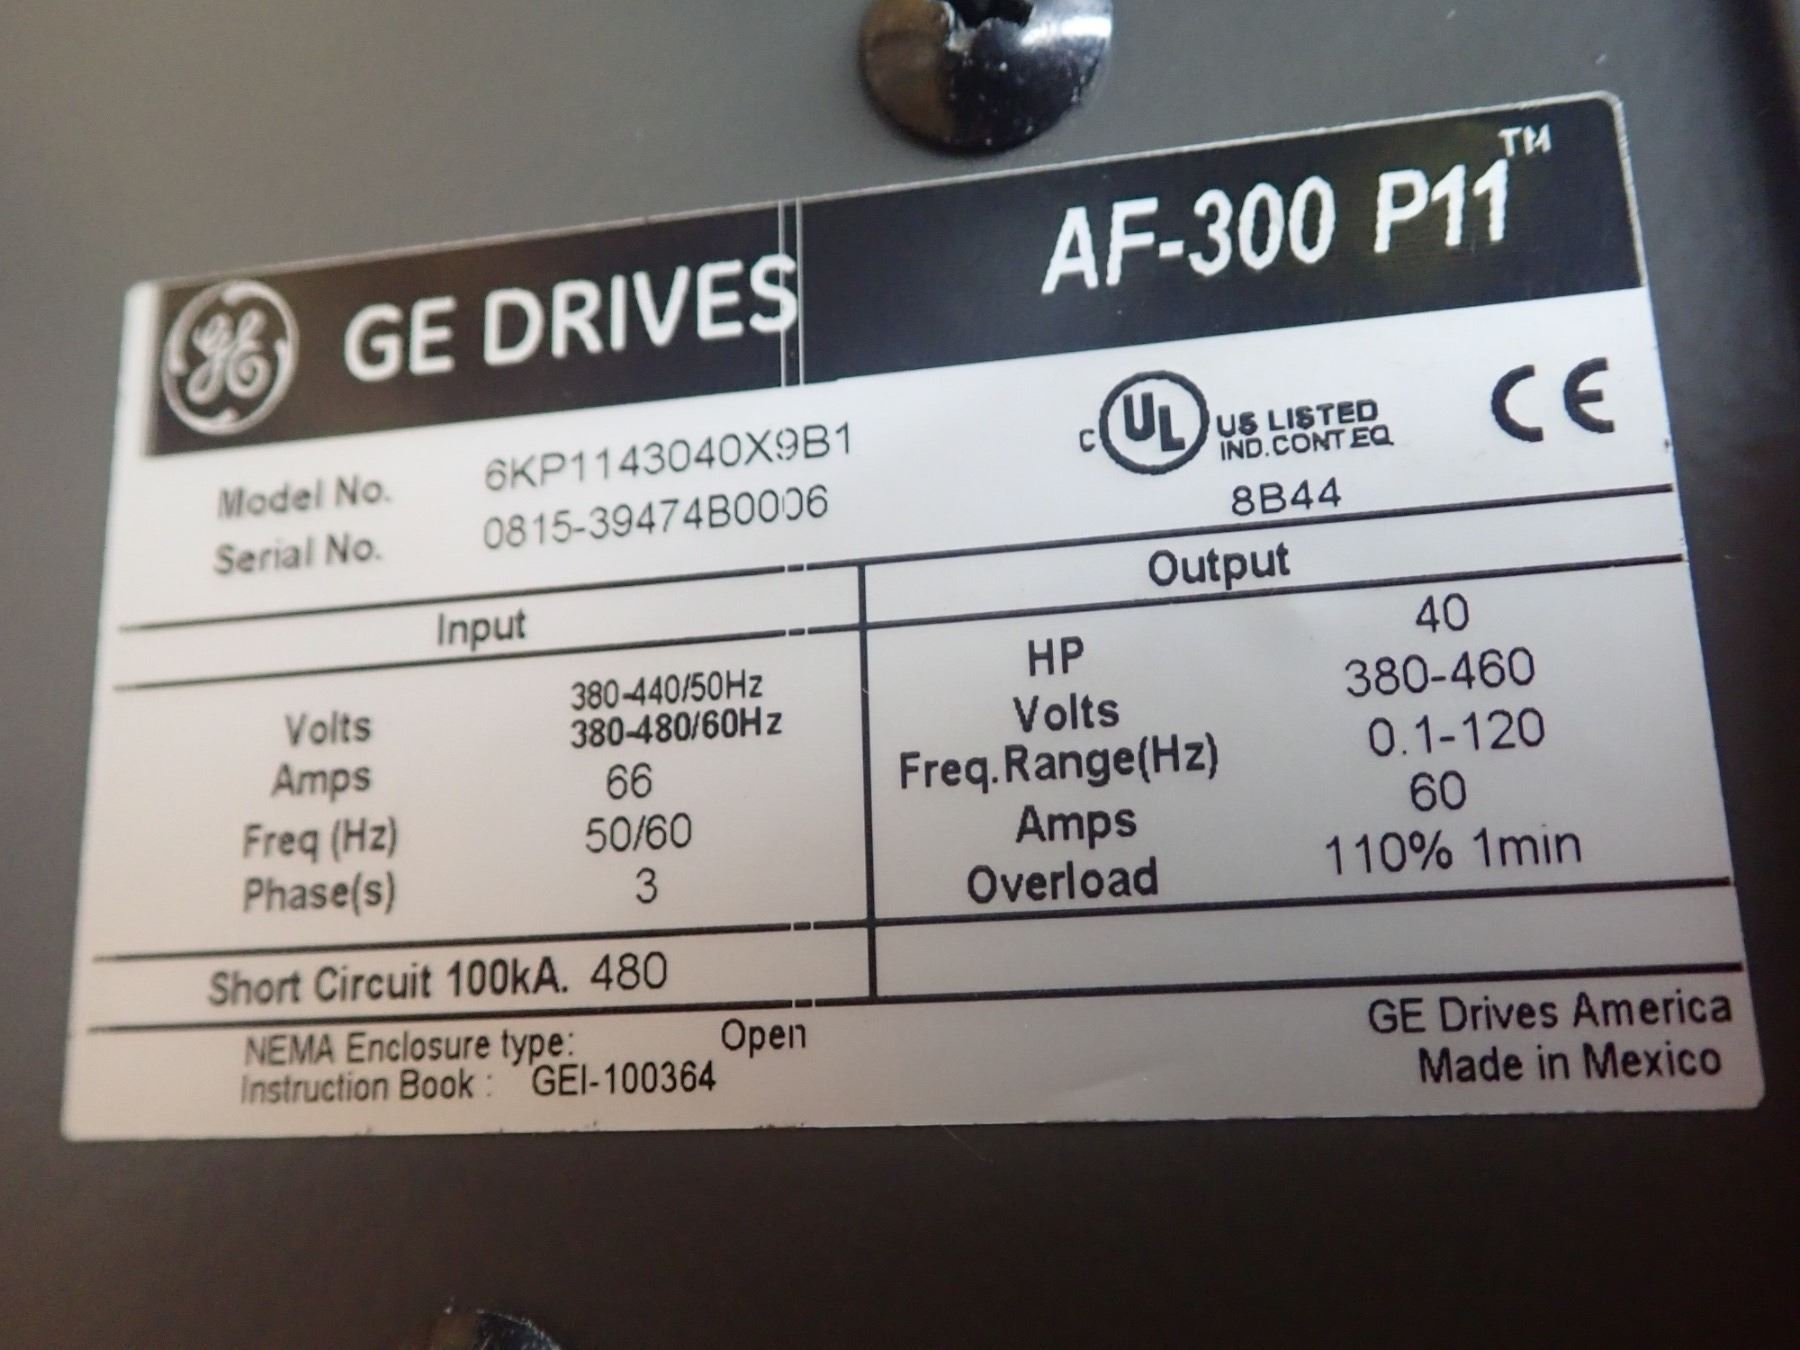 GE GE DRIVES AF-300 P11™
Model No. 6KP1143040X9B1
Serial No. 0815-39474B0006
C UL US LISTED
IND.CONT.EQ
8B44
CE
Input
Volts 380-440/50Hz
380-480/60Hz
Amps 66
Freq (Hz) 50/60
Phase(s) 3
Output
HP 40
Volts 380-460
Freq.Range(Hz) 0.1-120
Amps 60
Overload 110% 1min
Short Circuit 100kA. 480
NEMA Enclosure type: Open
Instruction Book : GEI-100364
GE Drives America
Made in Mexico